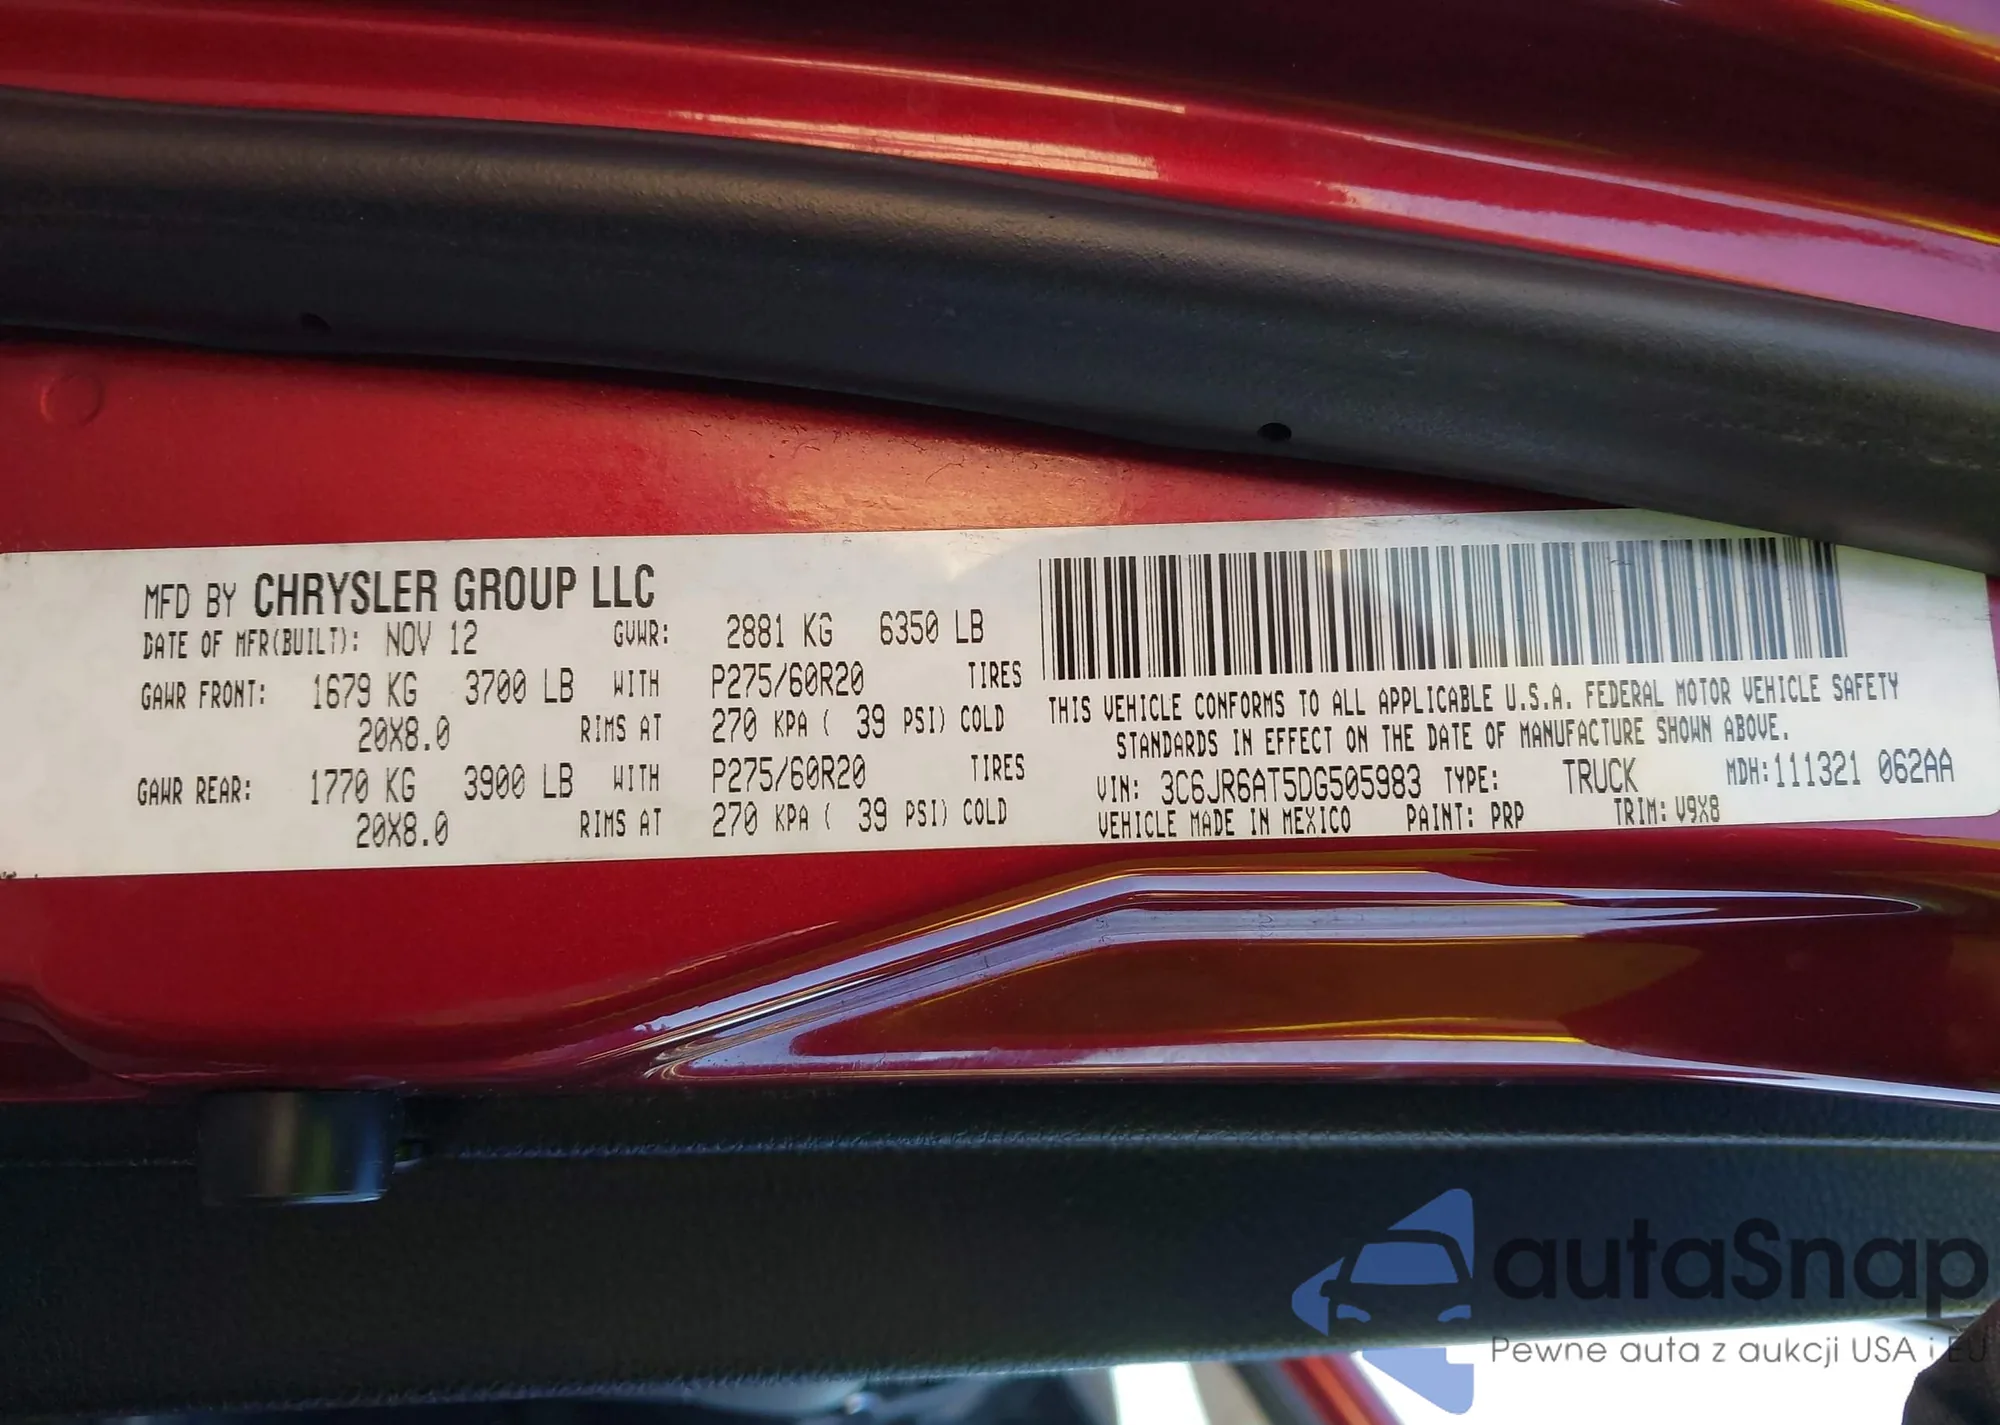 MFD BY CHRYSLER GROUP LLC
DATE OF MFR(BUILT): NOV 12 GVWR: 2881 KG 6350 LB
GAWR FRONT: 1679 KG 3700 LB WITH P275/60R20 TIRES
20X8.0 RIMS AT 270 KPA ( 39 PSI) COLD
GAWR REAR: 1770 KG 3900 LB WITH P275/60R20 TIRES
20X8.0 RIMS AT 270 KPA ( 39 PSI) COLD
THIS VEHICLE CONFORMS TO ALL APPLICABLE U.S.A. FEDERAL MOTOR VEHICLE SAFETY
STANDARDS IN EFFECT ON THE DATE OF MANUFACTURE SHOWN ABOVE.
VIN: 3C6JR6AT5DG505983 TYPE: TRUCK MDH:111321 062AA
VEHICLE MADE IN MEXICO PAINT: PRP TRIM: V9X8
autaSnap
Pewne auta z aukcji USA i EU